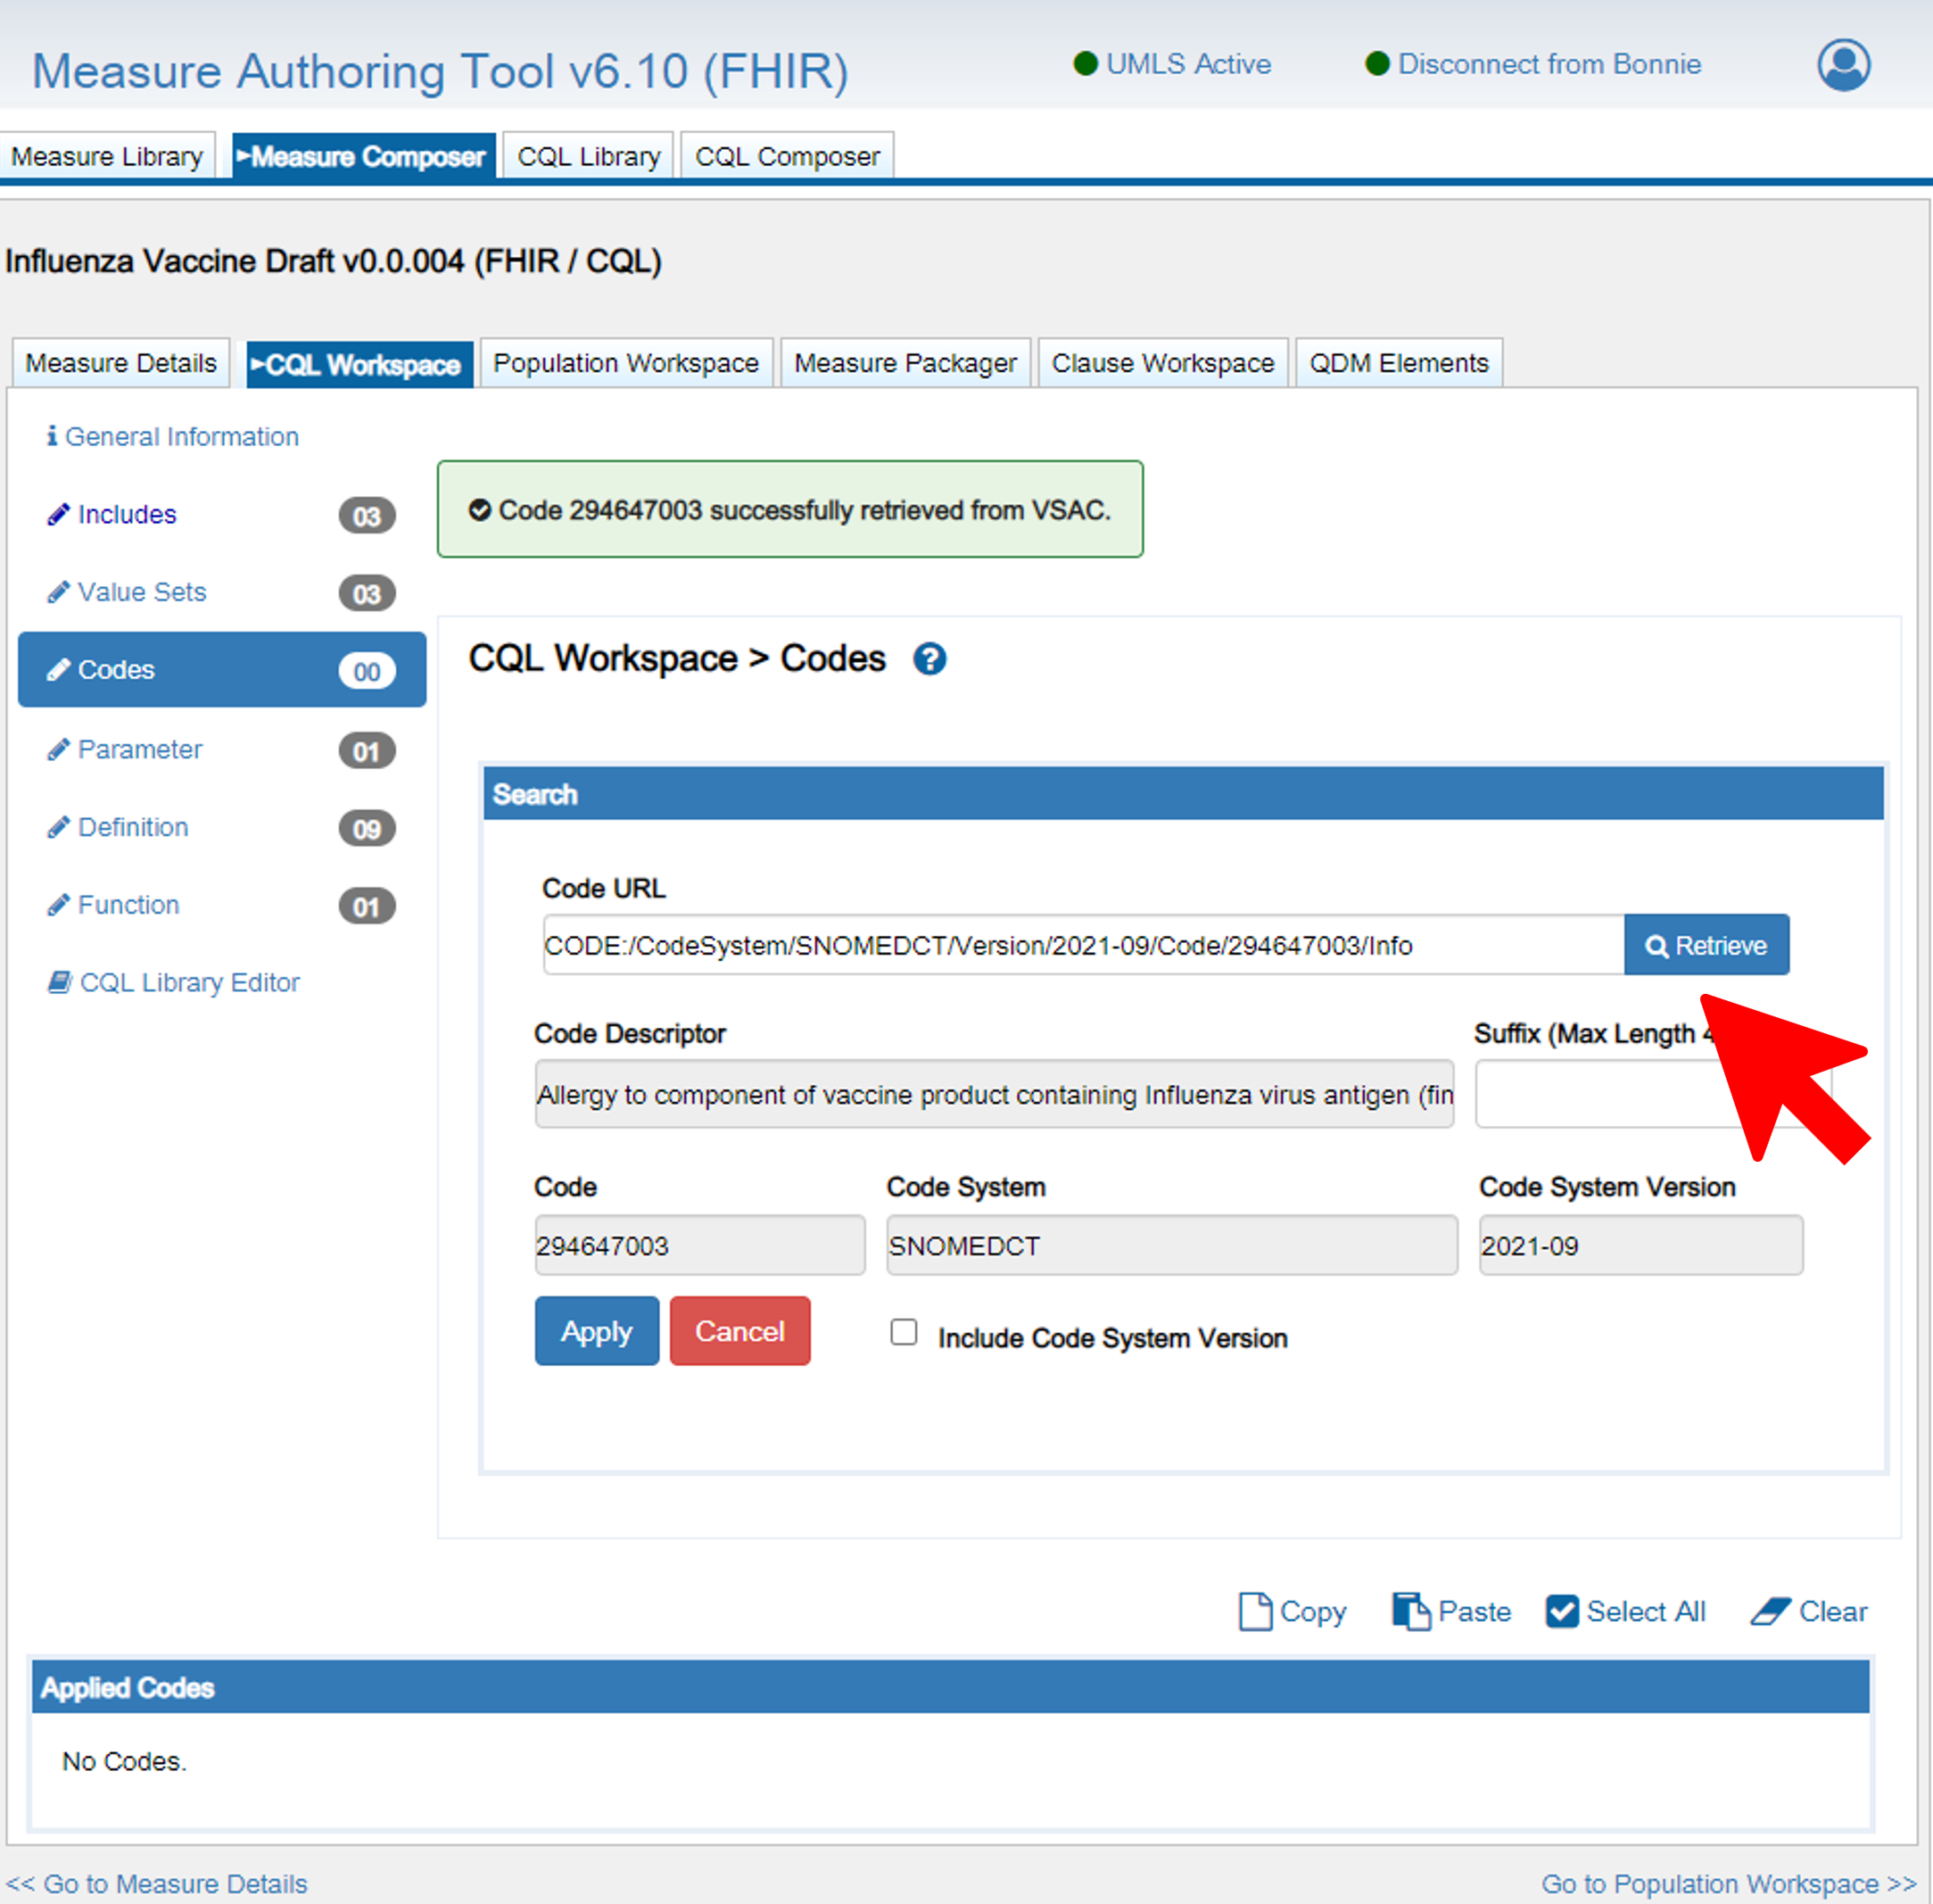 Measure Authoring Tool v6.10 (FHIR)
UMLS Active
Disconnect from Bonnie
Measure Library
Measure Composer
CQL Library
CQL Composer
Influenza Vaccine Draft v0.0.004 (FHIR / CQL)
Measure Details
CQL Workspace
Population Workspace
Measure Packager
Clause Workspace
QDM Elements
General Information
Includes 03
Value Sets 03
Codes 00
Parameter 01
Definition 09
Function 01
CQL Library Editor
Code 294647003 successfully retrieved from VSAC.
CQL Workspace > Codes
Search
Code URL
CODE:/CodeSystem/SNOMEDCT/Version/2021-09/Code/294647003/Info
Retrieve
Code Descriptor
Suffix (Max Length
Allergy to component of vaccine product containing Influenza virus antigen (fin
Code
Code System
Code System Version
294647003
SNOMEDCT
2021-09
Apply
Cancel
Include Code System Version
Copy
Paste
Select All
Clear
Applied Codes
No Codes.
<< Go to Measure Details
Go to Population Workspace >>